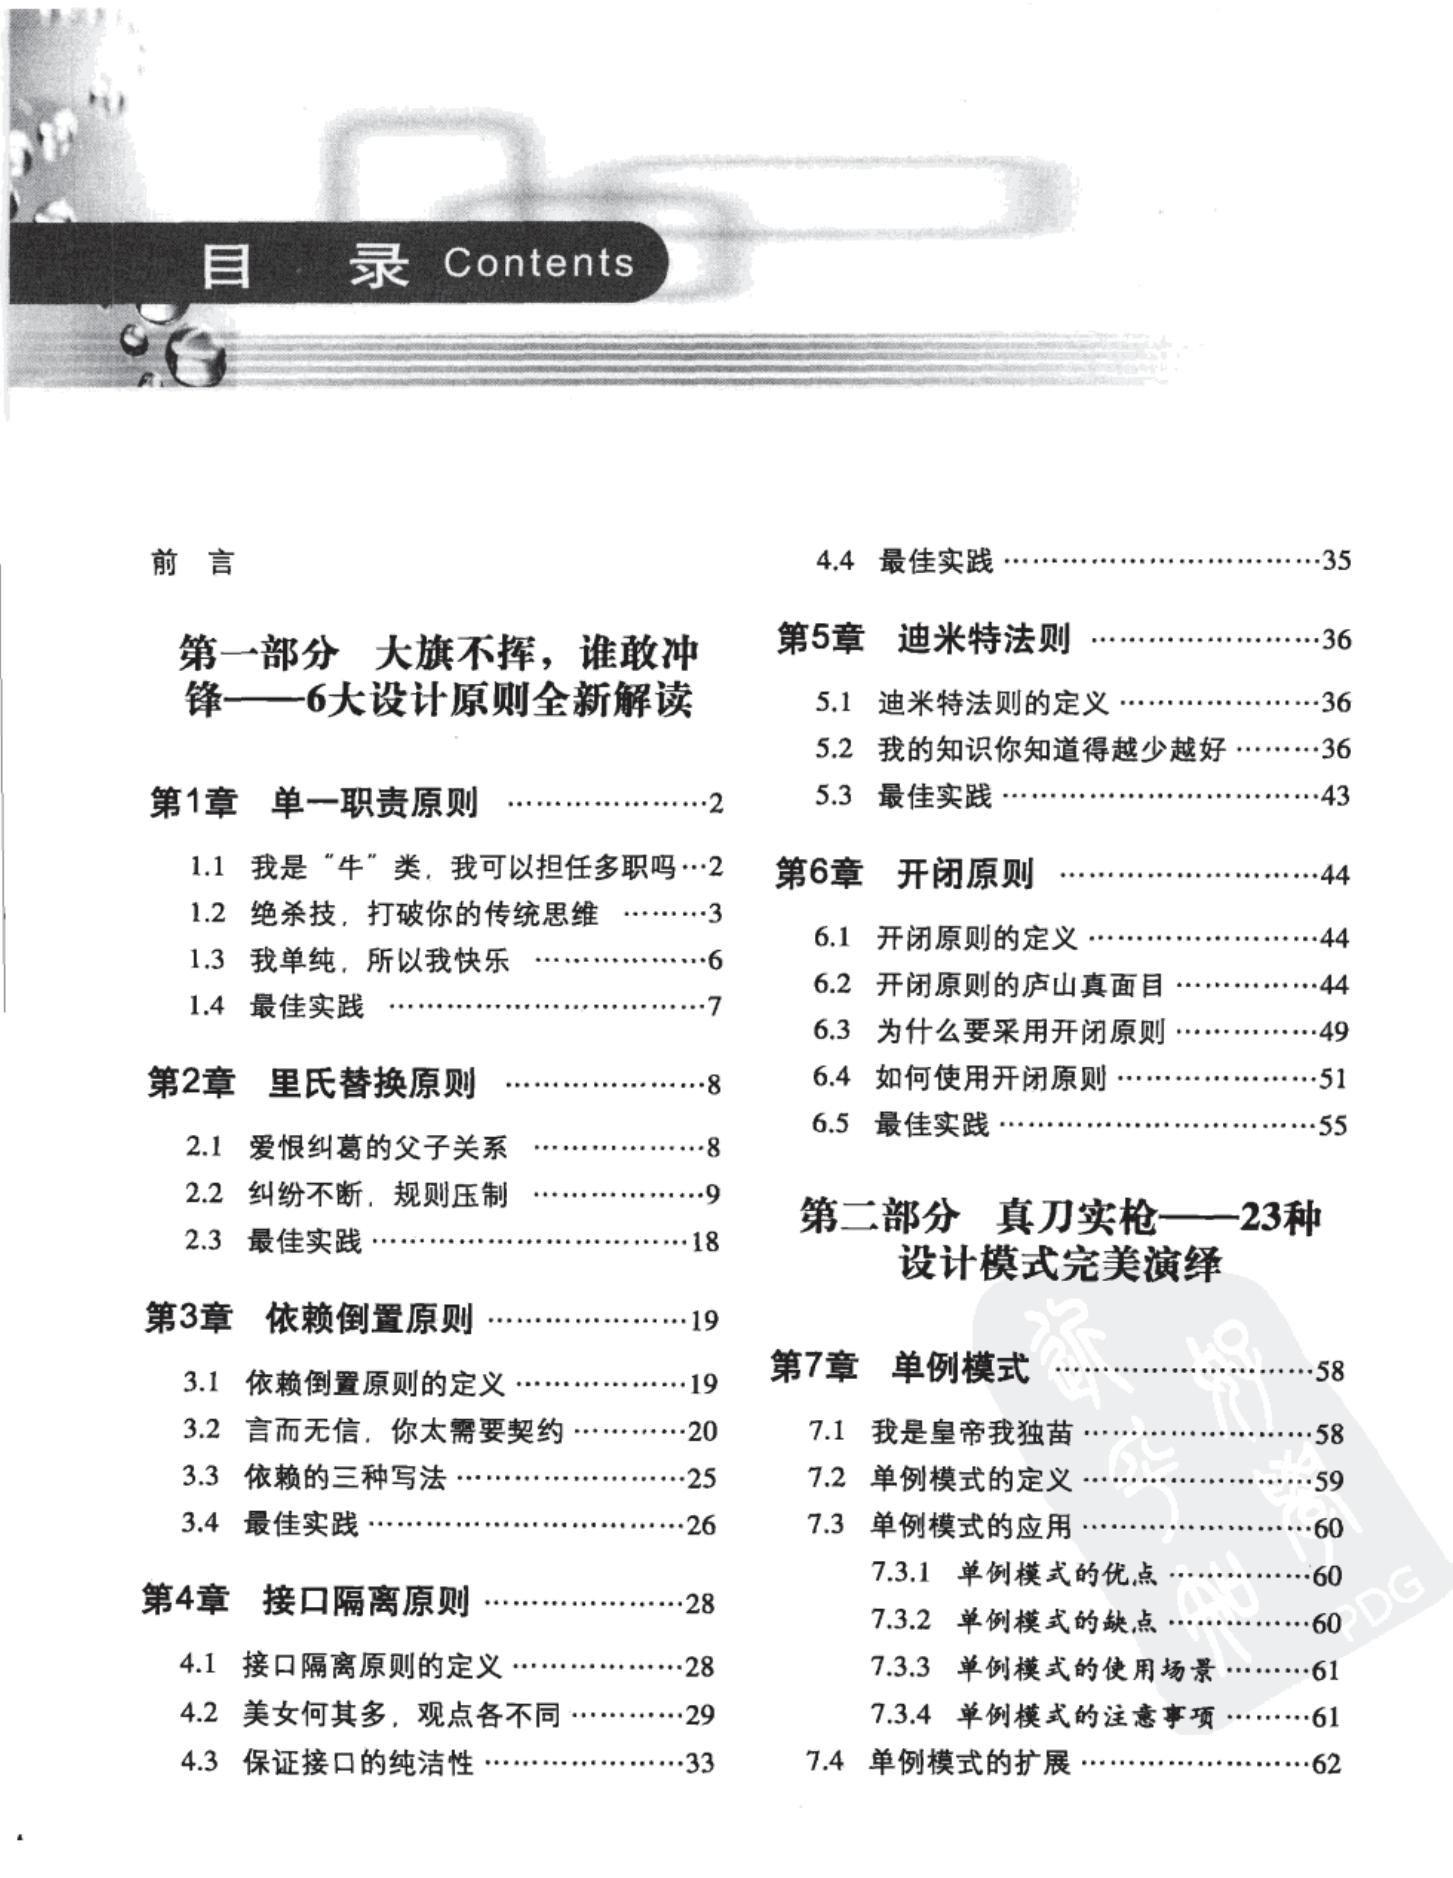 目 录 Contents
前 言
第一部分 大旗不挥，谁敢冲
锋——6大设计原则全新解读
第1章 单一职责原则 …………………2
1.1 我是“牛”类，我可以担任多职吗…2
1.2 绝杀技，打破你的传统思维 ………3
1.3 我单纯，所以我快乐 ………………6
1.4 最佳实践 ……………………………7
第2章 里氏替换原则 …………………8
2.1 爱恨纠葛的父子关系 ………………8
2.2 纠纷不断，规则压制 ………………9
2.3 最佳实践 ……………………………18
第3章 依赖倒置原则 …………………19
3.1 依赖倒置原则的定义 ………………19
3.2 言而无信，你太需要契约 …………20
3.3 依赖的三种写法 ……………………25
3.4 最佳实践 ……………………………26
第4章 接口隔离原则 …………………28
4.1 接口隔离原则的定义 ………………28
4.2 美女何其多，观点各不同 …………29
4.3 保证接口的纯洁性 …………………33
4.4 最佳实践 ……………………………35
第5章 迪米特法则 ……………………36
5.1 迪米特法则的定义 …………………36
5.2 我的知识你知道得越少越好 ………36
5.3 最佳实践 ……………………………43
第6章 开闭原则 ………………………44
6.1 开闭原则的定义 ……………………44
6.2 开闭原则的庐山真面目 ……………44
6.3 为什么要采用开闭原则 ……………49
6.4 如何使用开闭原则 …………………51
6.5 最佳实践 ……………………………55
第二部分 真刀实枪——23种
设计模式完美演绎
第7章 单例模式 ………………………58
7.1 我是皇帝我独苗 ……………………58
7.2 单例模式的定义 ……………………59
7.3 单例模式的应用 ……………………60
7.3.1 单例模式的优点 ……………60
7.3.2 单例模式的缺点 ……………60
7.3.3 单例模式的使用场景 ………61
7.3.4 单例模式的注意事项 ………61
7.4 单例模式的扩展 ……………………62
PDG